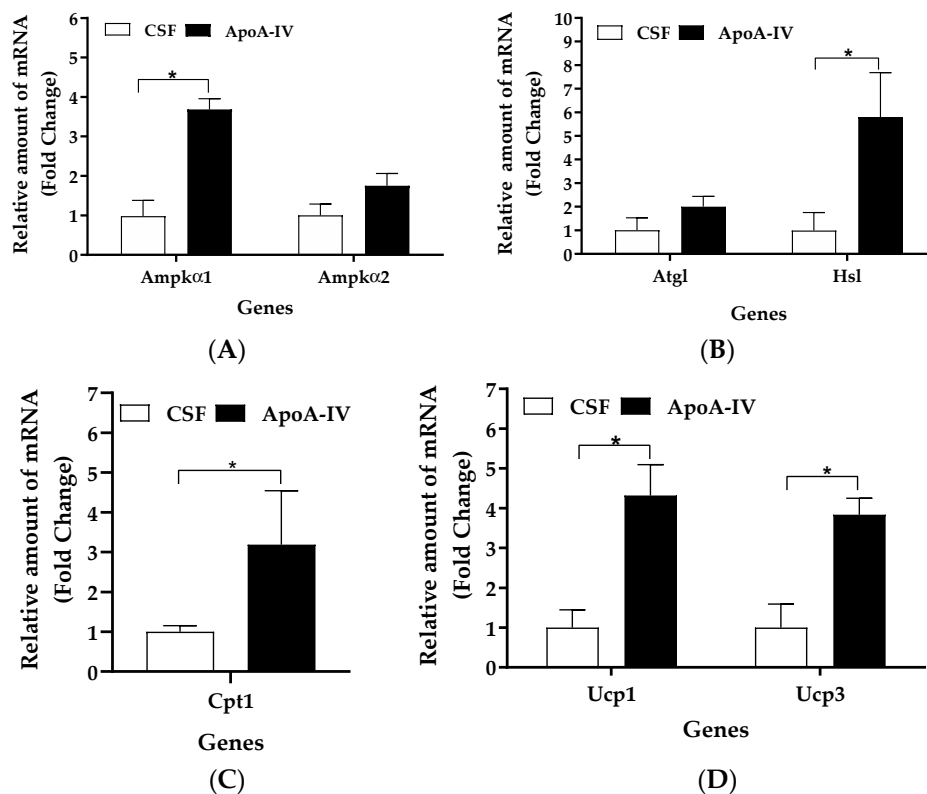 Relative amount of mRNA
(Fold Change)
6
5
4
3
2
1
0
CSF
ApoA-IV
*
Ampkα1
Ampkα2
Genes
(A)
Relative amount of mRNA
(Fold Change)
10
9
8
7
6
5
4
3
2
1
0
CSF
ApoA-IV
*
Atgl
Hsl
Genes
(B)
Relative amount of mRNA
(Fold Change)
7
6
5
4
3
2
1
0
CSF
ApoA-IV
*
Cpt1
Genes
(C)
Relative amount of mRNA
(Fold Change)
7
6
5
4
3
2
1
0
CSF
ApoA-IV
*
*
Ucp1
Ucp3
Genes
(D)